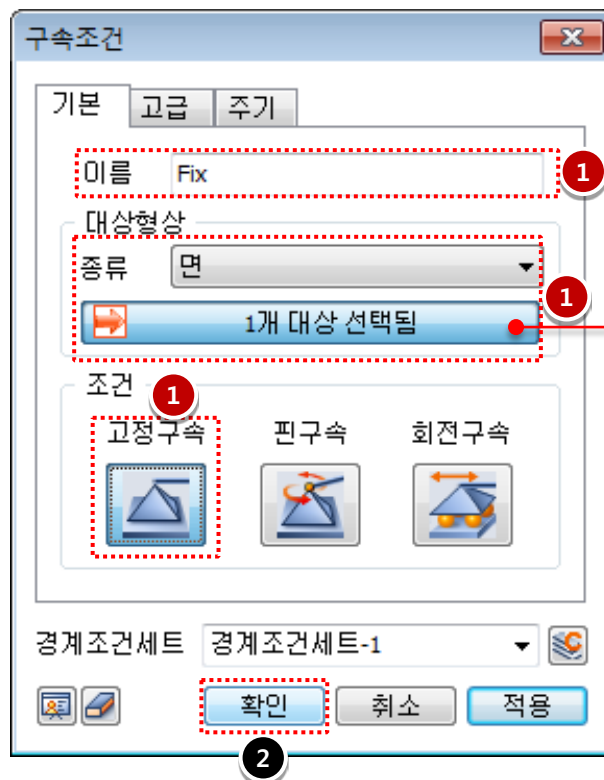 구속조건
기본 고급 주기
이름 Fix 1
대상형상
종류 면
1개 대상 선택됨 1
조건 1
고정구속 핀구속 회전구속
경계조건세트 경계조건세트-1
확인 취소 적용
2